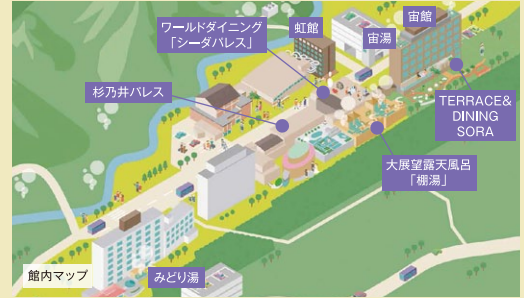 ワールドダイニング
「シーダパレス」
虹館
宙湯
宙館
杉乃井パレス
TERRACE&
DINING
SORA
大展望露天風呂
「棚湯」
館内マップ
みどり湯